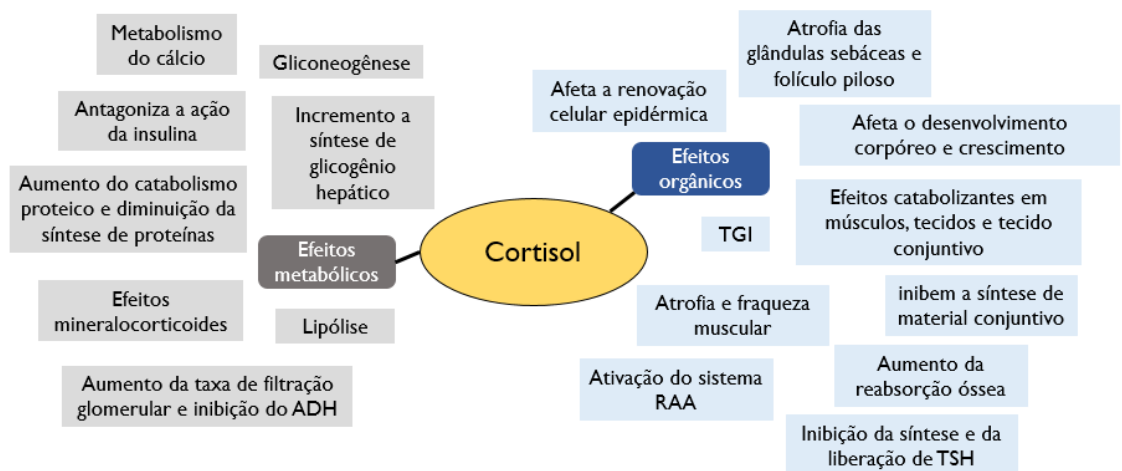 Metabolismo
do cálcio
Gliconeogênese
Antagoniza a ação
da insulina
Incremento a
síntese de
glicogênio
hepático
Aumento do catabolismo
proteico e diminuição da
síntese de proteínas
Efeitos
metabólicos
Efeitos
mineralocorticoides
Lipólise
Aumento da taxa de filtração
glomerular e inibição do ADH
Cortisol
Atrofia das
glândulas sebáceas e
folículo piloso
Afeta a renovação
celular epidérmica
Efeitos
orgânicos
Afeta o desenvolvimento
corpóreo e crescimento
Efeitos catabolizantes em
músculos, tecidos e tecido
conjuntivo
TGI
Atrofia e fraqueza
muscular
inibem a síntese de
material conjuntivo
Ativação do sistema
RAA
Aumento da
reabsorção óssea
Inibição da síntese e da
liberação de TSH